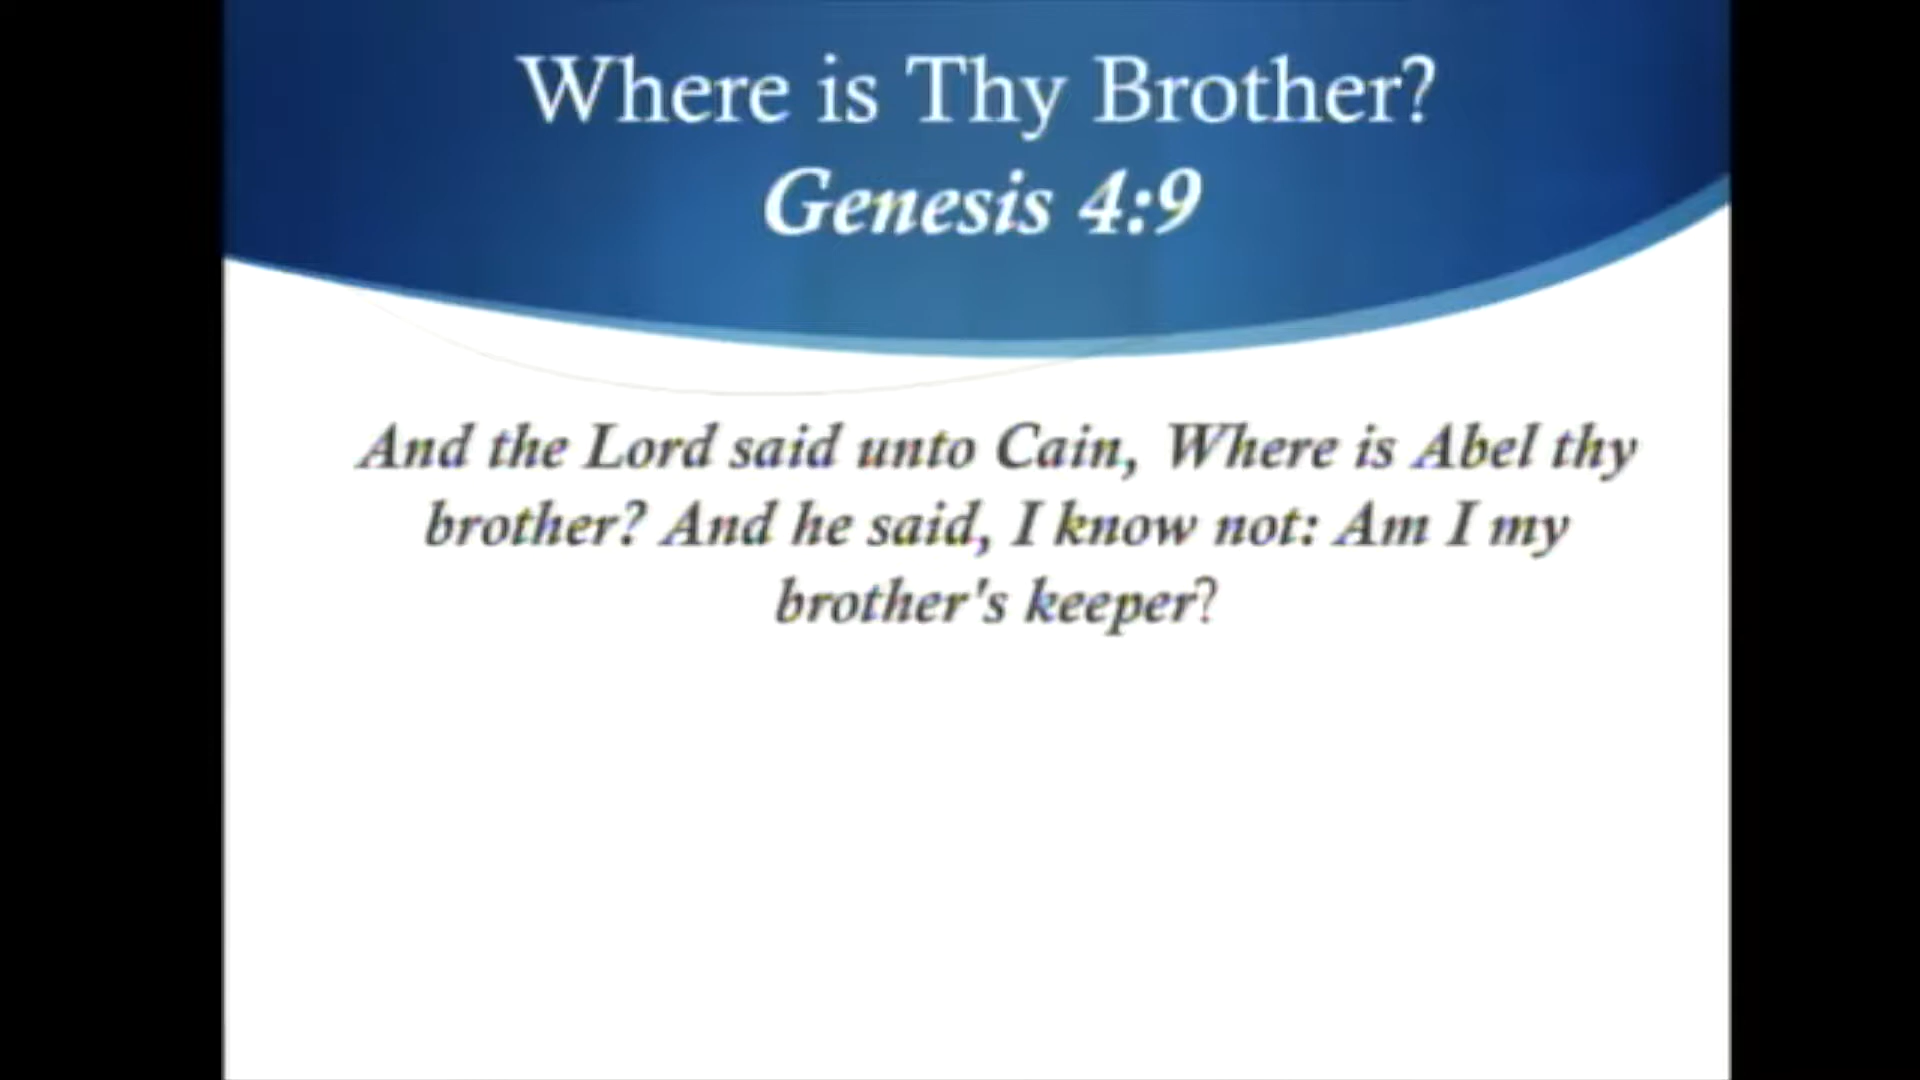 Where is Thy Brother?
Genesis 4:9
And the Lord said unto Cain, Where is Abel thy
brother? And he said, I know not: Am I my
brother's keeper?